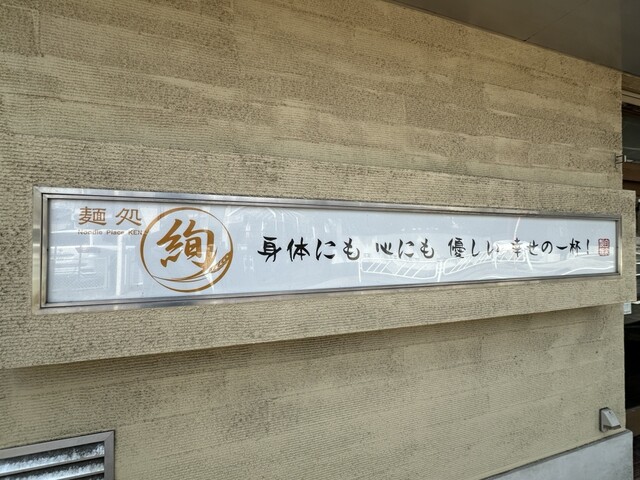 麺処
Noodle Place KEN
絢
身体にも 心にも 優しい 幸せの一杯!